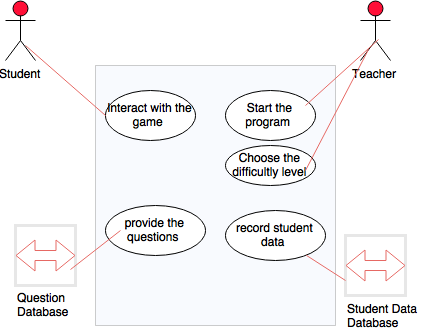 Student
Teacher
Interact with the
game
Start the
program
Choose the
difficultly level
provide the
questions
record student
data
Question
Database
Student Data
Database